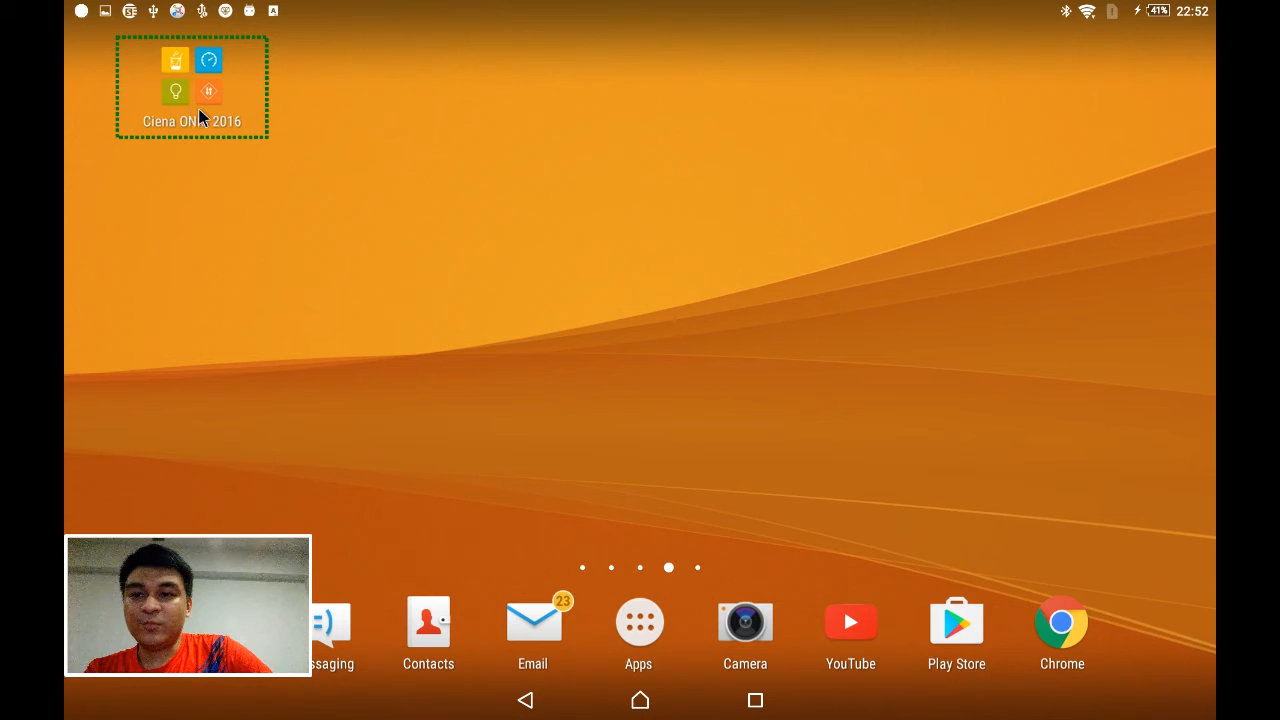 41% 22:52
Ciena ON 2016
23
ssaging Contacts Email Apps Camera YouTube Play Store Chrome